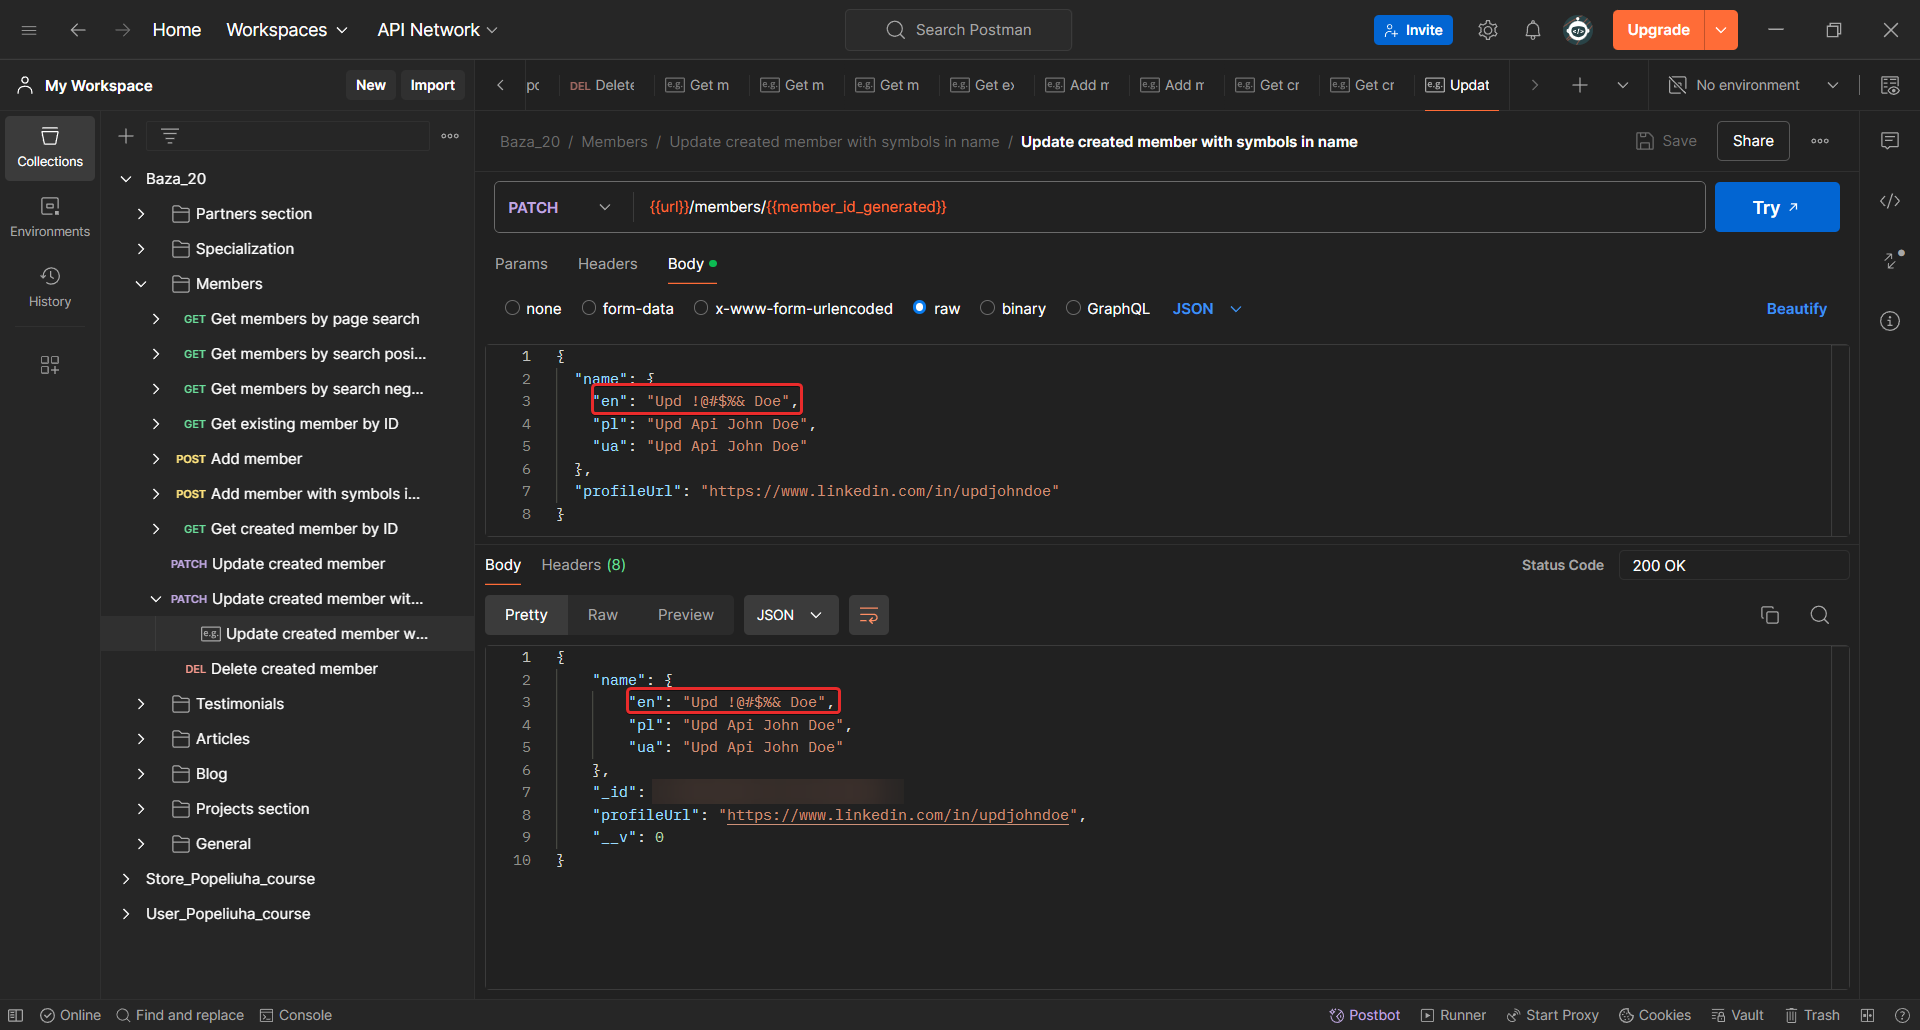 Home Workspaces API Network Search Postman Invite Upgrade
My Workspace New Import
po DEL Delete e.g. Get m e.g. Get m e.g. Get m e.g. Get ex e.g. Add m e.g. Add m e.g. Get cr e.g. Get cr e.g. Updat No environment
Collections
Environments
History
Baza_20
Partners section
Specialization
Members
GET Get members by page search
GET Get members by search posi...
GET Get members by search neg...
GET Get existing member by ID
POST Add member
POST Add member with symbols i...
GET Get created member by ID
PATCH Update created member
PATCH Update created member wit...
e.g. Update created member w...
DEL Delete created member
Testimonials
Articles
Blog
Projects section
General
Store_Popeliuha_course
User_Popeliuha_course
Baza_20 / Members / Update created member with symbols in name / Update created member with symbols in name Save Share
PATCH {{url}}/members/{{member_id_generated}} Try
Params Headers Body
none form-data x-www-form-urlencoded raw binary GraphQL JSON Beautify
1 {
2 "name": {
3 "en": "Upd !@#$%& Doe",
4 "pl": "Upd Api John Doe",
5 "ua": "Upd Api John Doe"
6 },
7 "profileUrl": "https://www.linkedin.com/in/updjohndoe"
8 }
Body Headers (8) Status Code 200 OK
Pretty Raw Preview JSON
1 {
2 "name": {
3 "en": "Upd !@#$%& Doe",
4 "pl": "Upd Api John Doe",
5 "ua": "Upd Api John Doe"
6 },
7 "_id":
8 "profileUrl": "https://www.linkedin.com/in/updjohndoe",
9 "__v": 0
10 }
Online Find and replace Console Postbot Runner Start Proxy Cookies Vault Trash